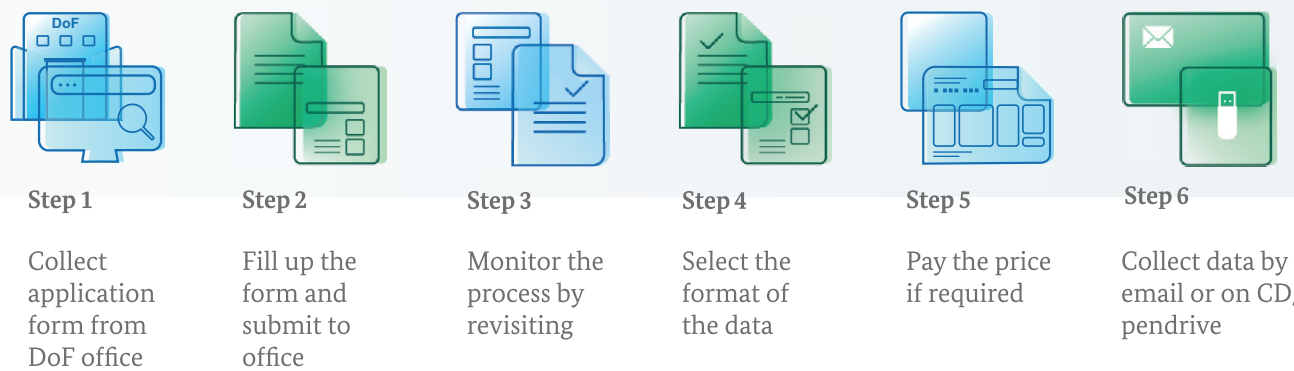 DoF
Step 1
Collect
application
form from
DoF office
Step 2
Fill up the
form and
submit to
office
Step 3
Monitor the
process by
revisiting
Step 4
Select the
format of
the data
Step 5
Pay the price
if required
Step 6
Collect data by
email or on CD,
pendrive